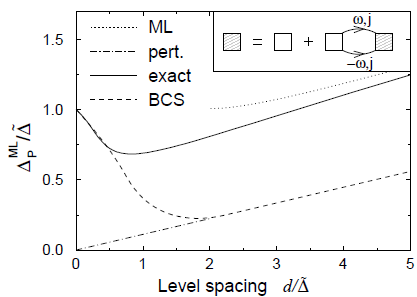 ML
pert.
exact
BCS
= + ω,j
−ω,j
1.5
1.0
0.5
0.0
Δ_P^ML/Δ̃
0 1 2 3 4 5
Level spacing d/Δ̃